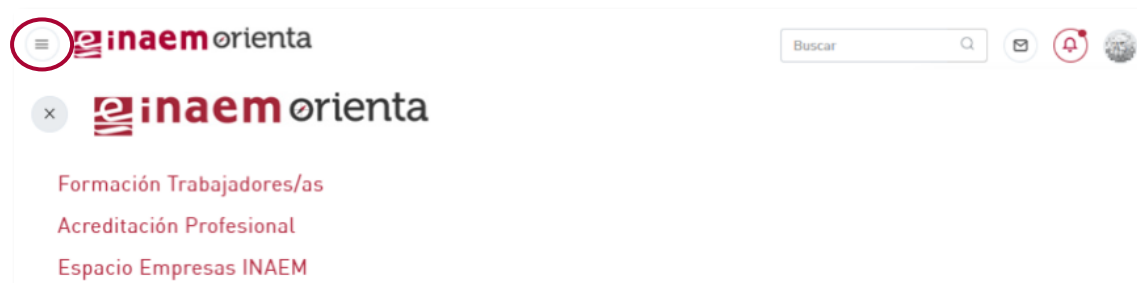 inaem orienta
Buscar
inaem orienta
Formación Trabajadores/as
Acreditación Profesional
Espacio Empresas INAEM